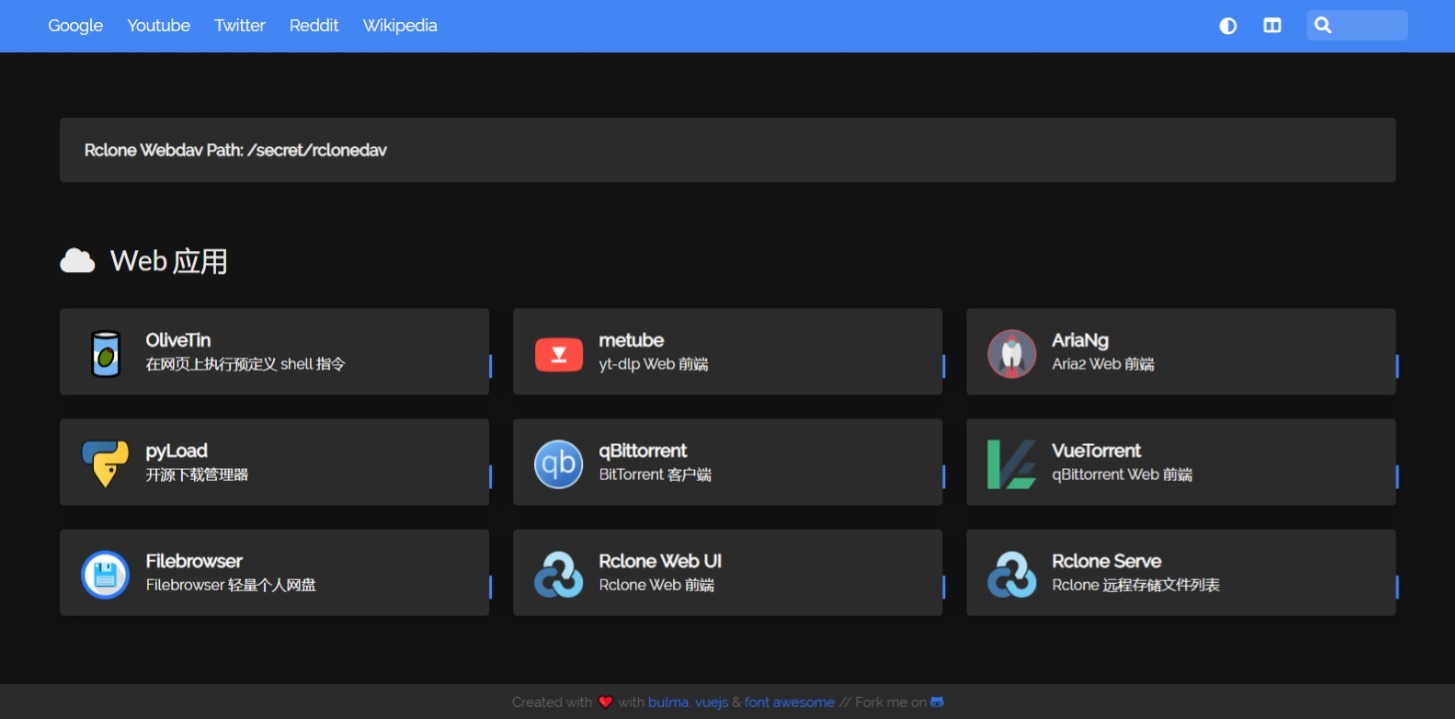 Google Youtube Twitter Reddit Wikipedia
Rclone Webdav Path: /secret/rclonedav
Web 应用
OliveTin
在网页上执行预定义 shell 指令
metube
yt-dlp Web 前端
AriaNg
Aria2 Web 前端
pyLoad
开源下载管理器
qb
qBittorrent
BitTorrent 客户端
VueTorrent
qBittorrent Web 前端
Filebrowser
Filebrowser 轻量个人网盘
Rclone Web UI
Rclone Web 前端
Rclone Serve
Rclone 远程存储文件列表
Created with ❤️ with bulma, vuejs & font awesome // Fork me on